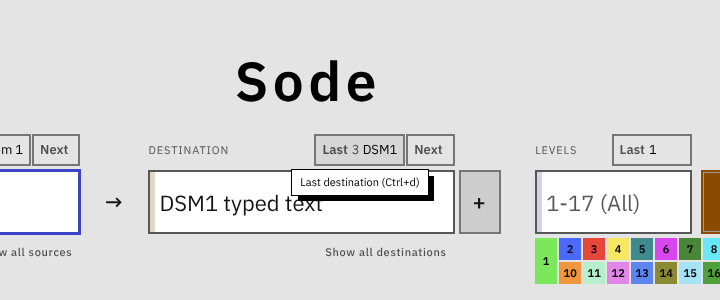 Sode
m 1 Next
DESTINATION Last 3 DSM1 Next
LEVELS Last 1
Last destination (Ctrl+d)
→ DSM1 typed text +
1-17 (All)
w all sources
Show all destinations
1 2 3 4 5 6 7 8
10 11 12 13 14 15 16